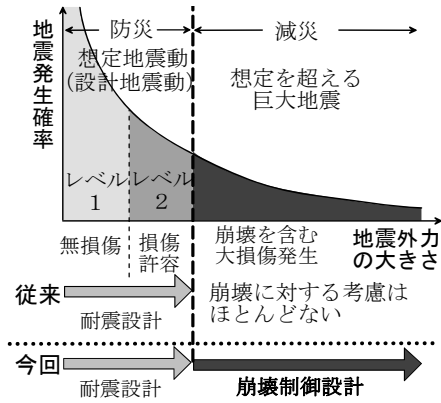 防災
減災
地震発生確率
想定地震動
(設計地震動)
想定を超える
巨大地震
レベル
1
レベル
2
無損傷
損傷
許容
崩壊を含む
大損傷発生
地震外力
の大きさ
従来
耐震設計
崩壊に対する考慮は
ほとんどない
今回
耐震設計
崩壊制御設計